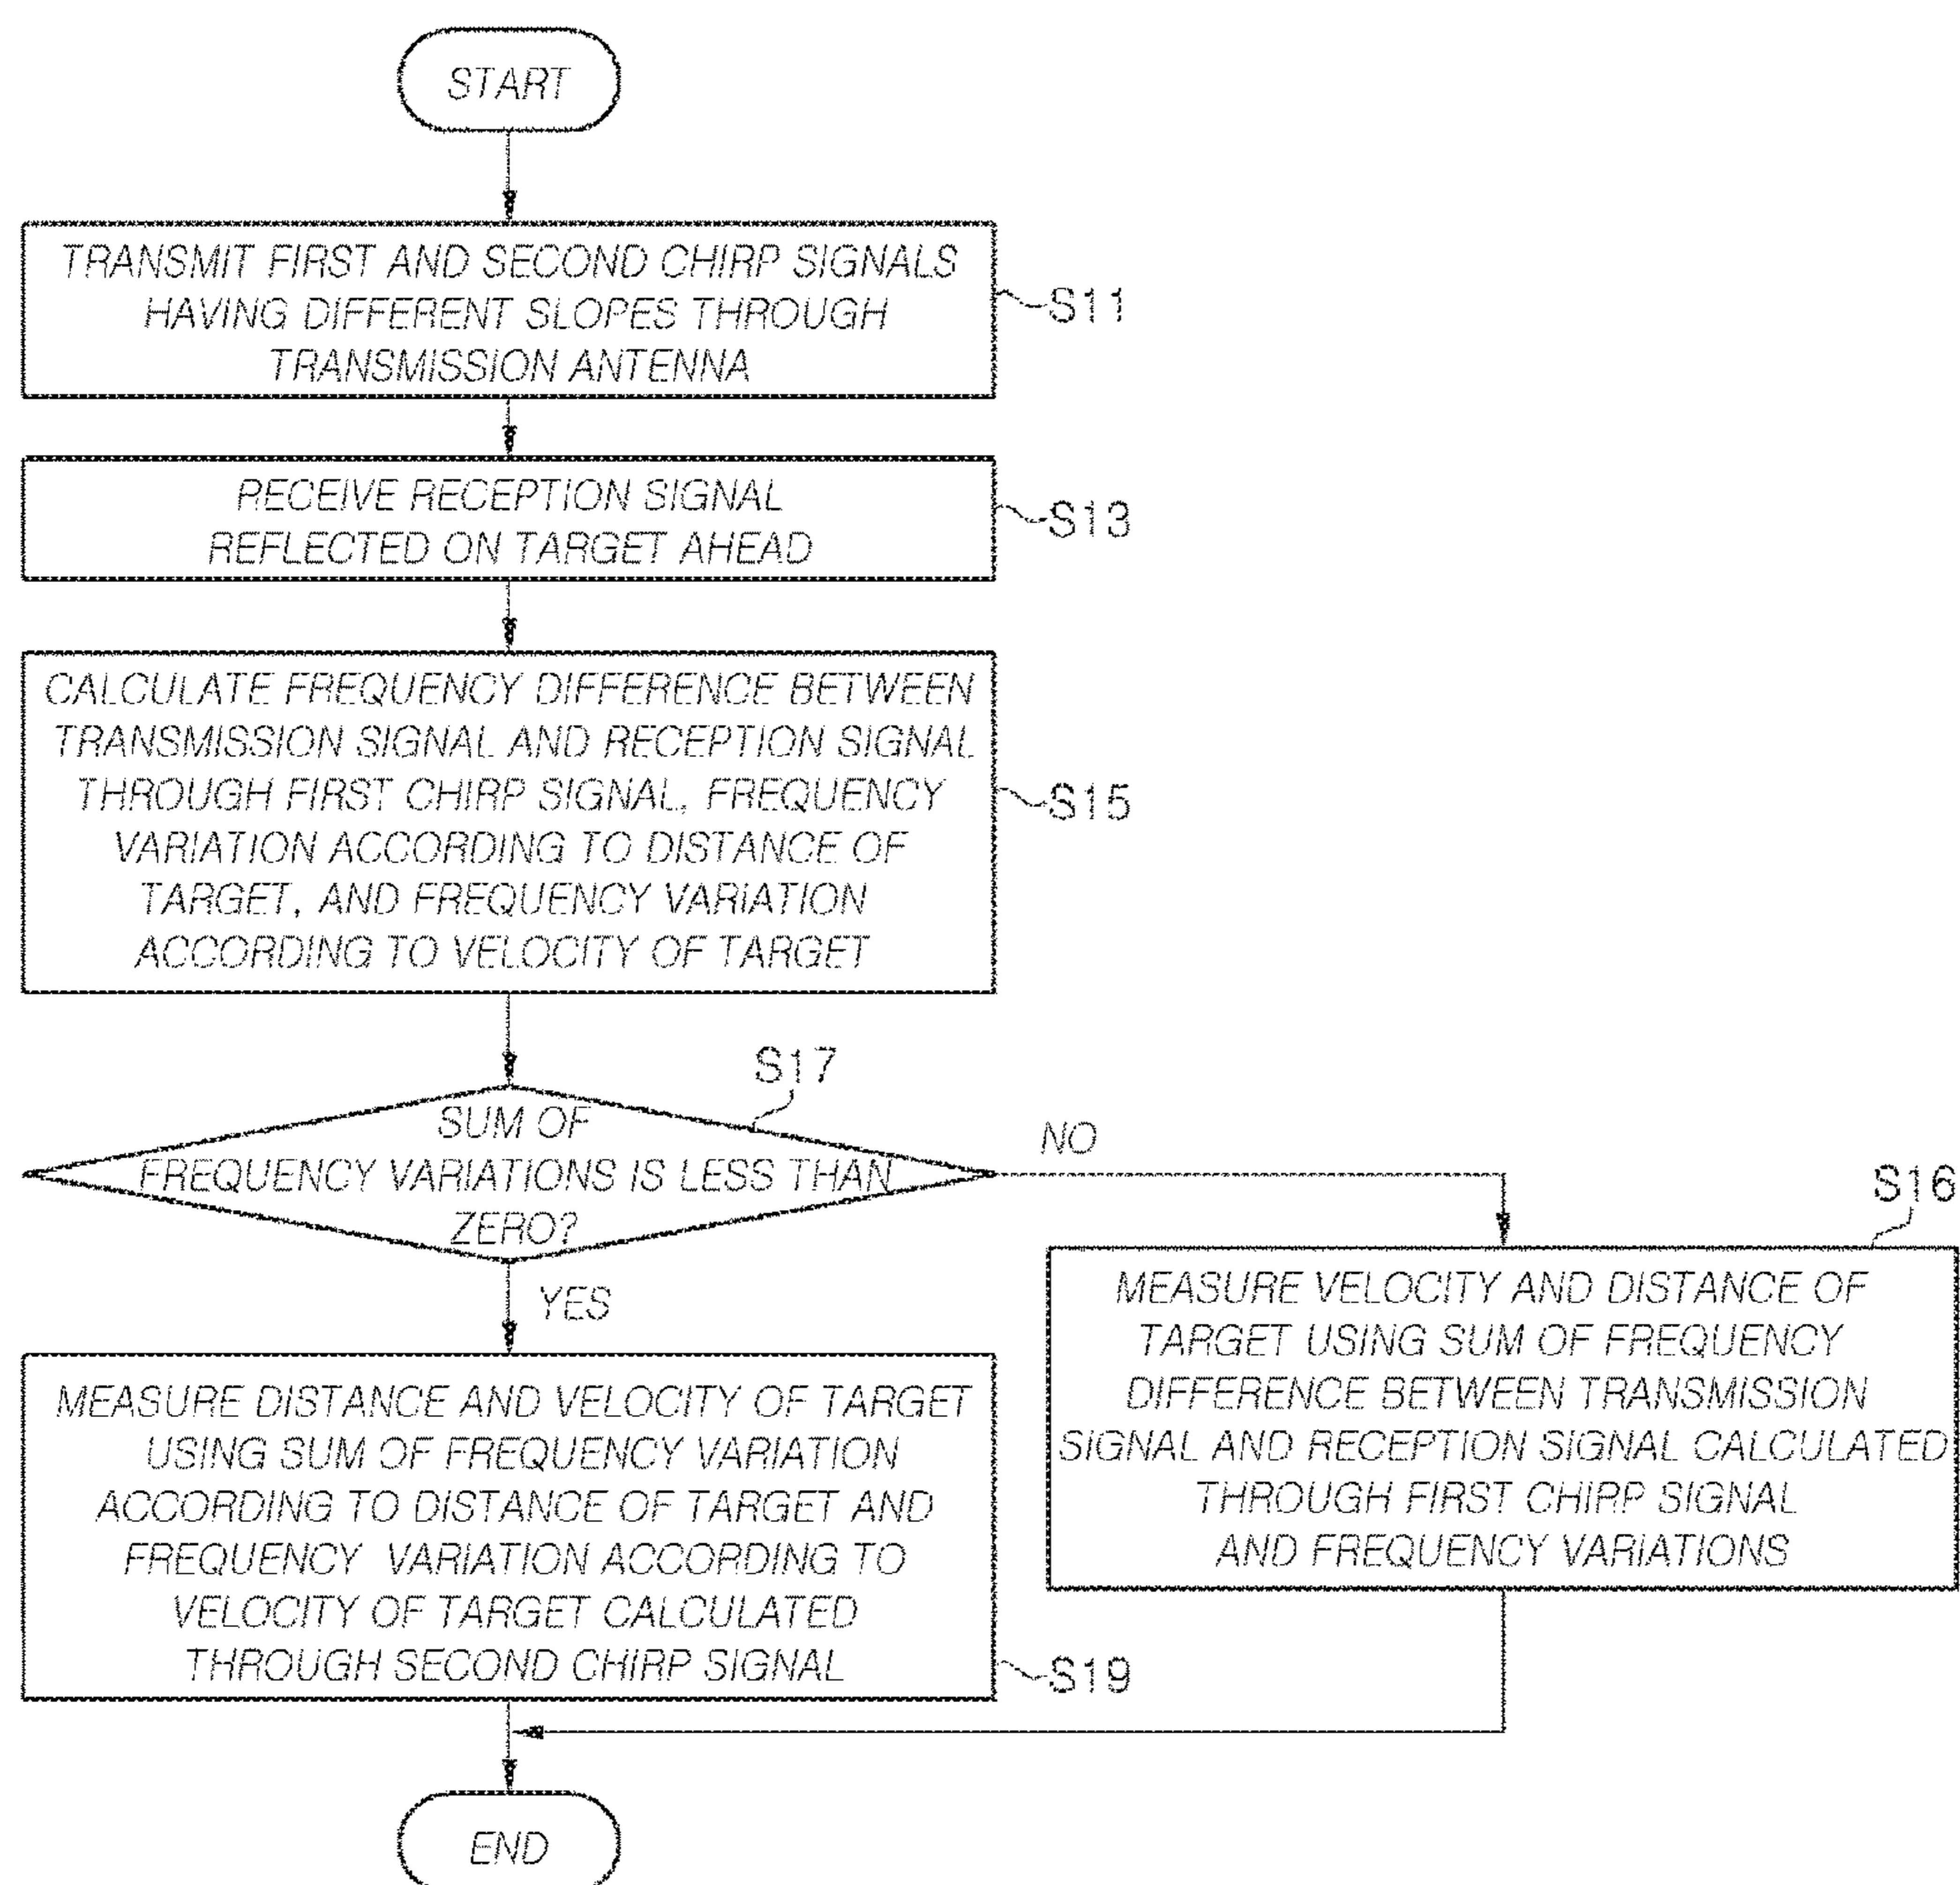 START
TRANSMIT FIRST AND SECOND CHIRP SIGNALS
HAVING DIFFERENT SLOPES THROUGH
TRANSMISSION ANTENNA
S11
RECEIVE RECEPTION SIGNAL
REFLECTED ON TARGET AHEAD
S13
CALCULATE FREQUENCY DIFFERENCE BETWEEN
TRANSMISSION SIGNAL AND RECEPTION SIGNAL
THROUGH FIRST CHIRP SIGNAL, FREQUENCY
VARIATION ACCORDING TO DISTANCE OF
TARGET, AND FREQUENCY VARIATION
ACCORDING TO VELOCITY OF TARGET
S15
S17
SUM OF
FREQUENCY VARIATIONS IS LESS THAN
ZERO?
NO
YES
S16
MEASURE VELOCITY AND DISTANCE OF
TARGET USING SUM OF FREQUENCY
DIFFERENCE BETWEEN TRANSMISSION
SIGNAL AND RECEPTION SIGNAL CALCULATED
THROUGH FIRST CHIRP SIGNAL
AND FREQUENCY VARIATIONS
MEASURE DISTANCE AND VELOCITY OF TARGET
USING SUM OF FREQUENCY VARIATION
ACCORDING TO DISTANCE OF TARGET AND
FREQUENCY VARIATION ACCORDING TO
VELOCITY OF TARGET CALCULATED
THROUGH SECOND CHIRP SIGNAL
S19
END